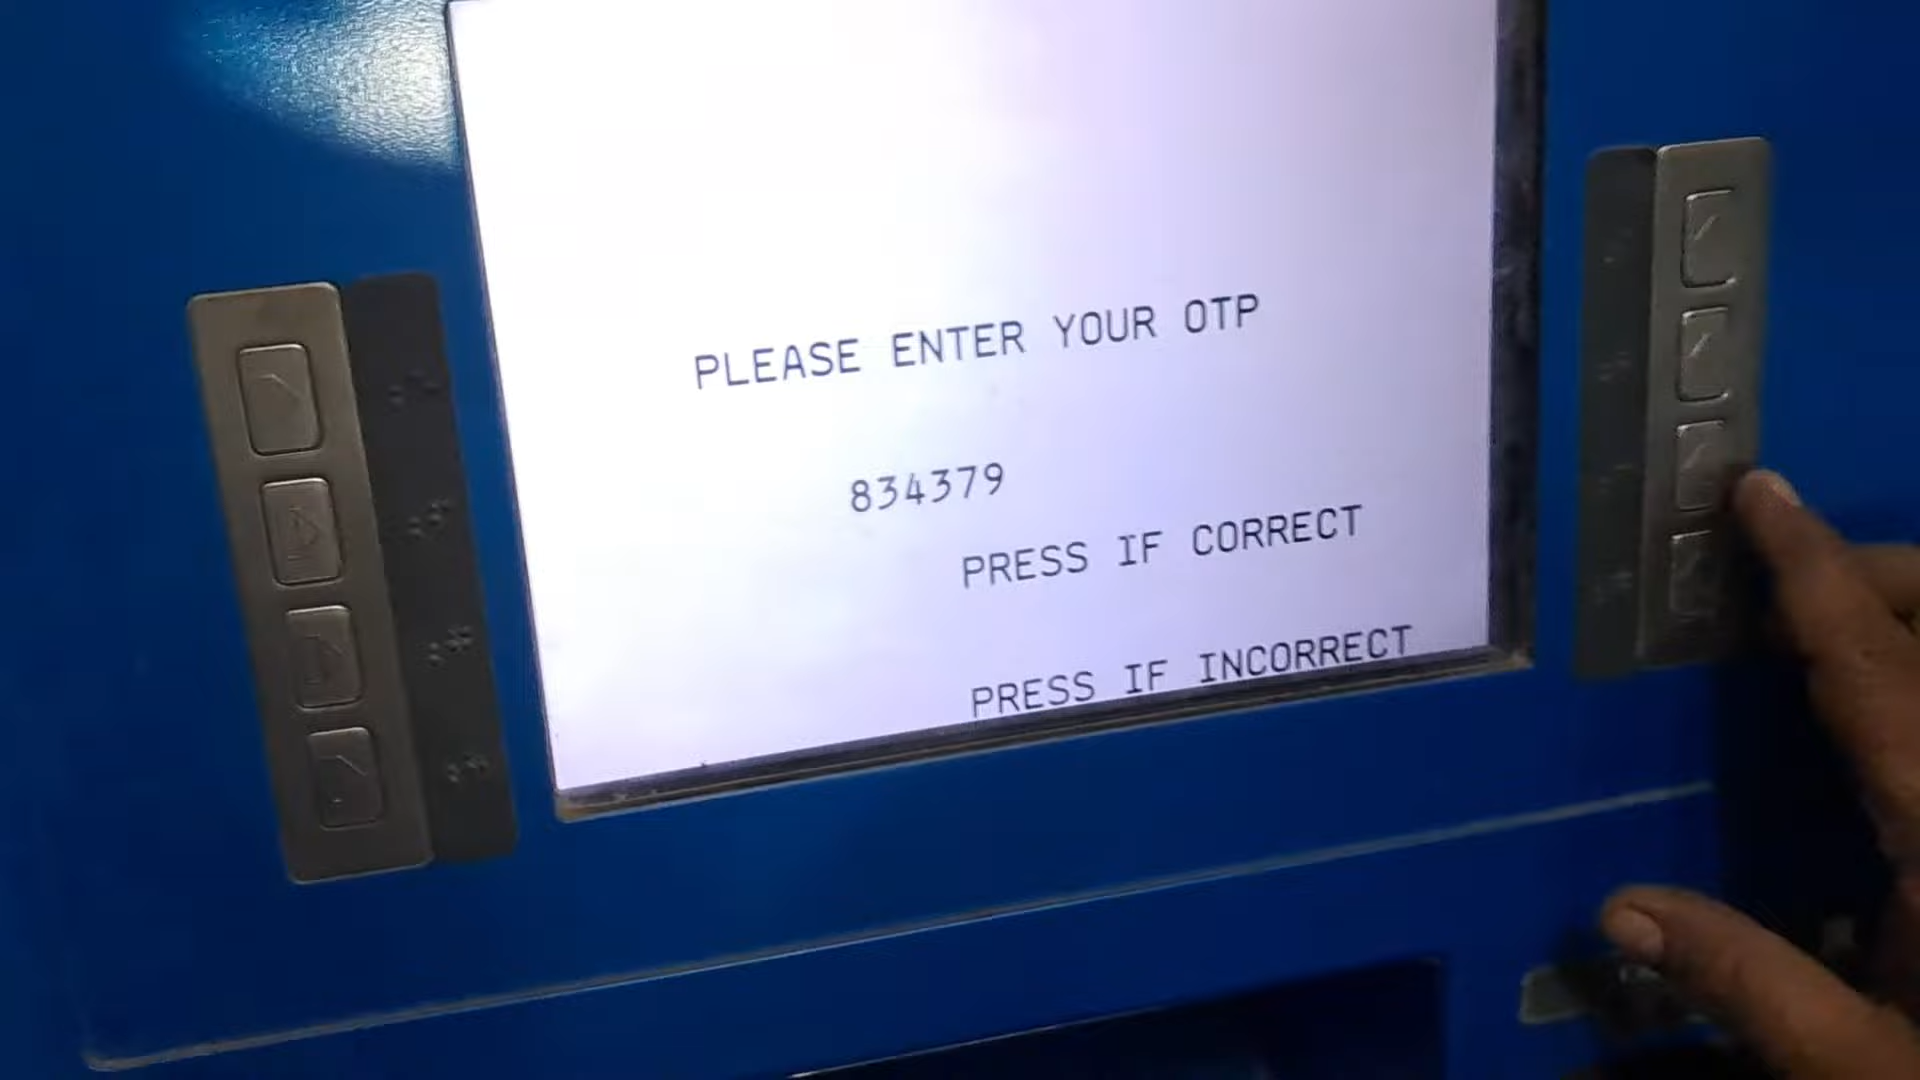 PLEASE ENTER YOUR OTP
834379
PRESS IF CORRECT
PRESS IF INCORRECT